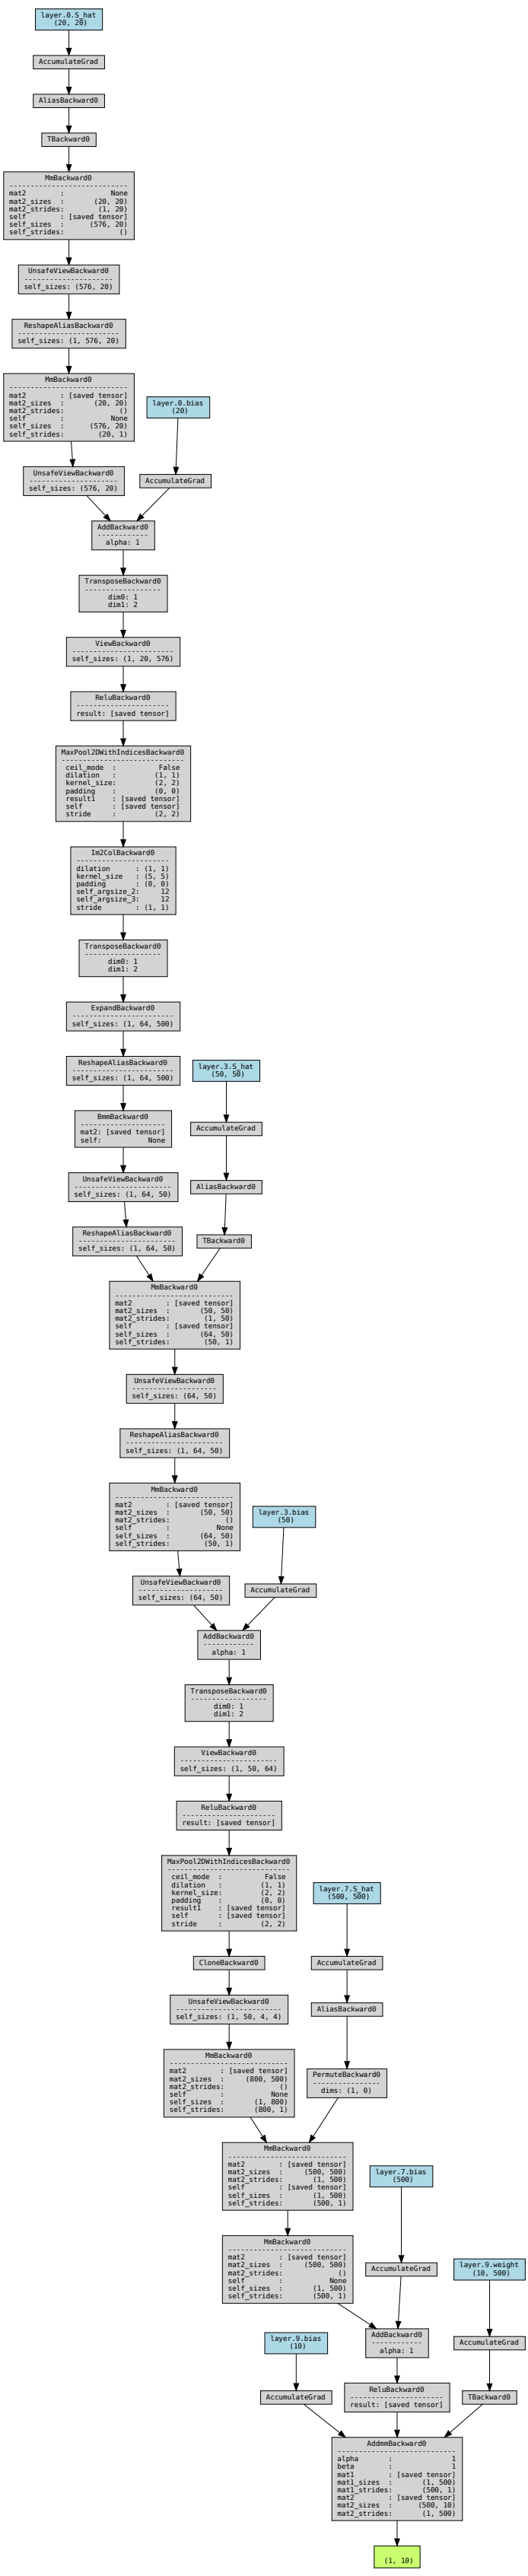 layer.0.S_hat
(20, 20)
AccumulateGrad
AliasBackward0
TBackward0
MmBackward0
----------------------------
mat2        :           None
mat2_sizes  :       (20, 20)
mat2_strides:        (1, 20)
self        : [saved tensor]
self_sizes  :      (576, 20)
self_strides:             ()
UnsafeViewBackward0
---------------------
self_sizes: (576, 20)
ReshapeAliasBackward0
------------------------
self_sizes: (1, 576, 20)
MmBackward0
----------------------------
mat2        : [saved tensor]
mat2_sizes  :       (20, 20)
mat2_strides:             ()
self        :           None
self_sizes  :      (576, 20)
self_strides:        (20, 1)
layer.0.bias
(20)
UnsafeViewBackward0
---------------------
self_sizes: (576, 20)
AccumulateGrad
AddBackward0
------------
alpha: 1
TransposeBackward0
------------------
dim0: 1
dim1: 2
ViewBackward0
------------------------
self_sizes: (1, 20, 576)
ReluBackward0
----------------------
result: [saved tensor]
MaxPool2DWithIndicesBackward0
-----------------------------
ceil_mode  :          False
dilation   :         (1, 1)
kernel_size:         (2, 2)
padding    :         (0, 0)
result1    : [saved tensor]
self       : [saved tensor]
stride     :         (2, 2)
Im2ColBackward0
----------------------
dilation      : (1, 1)
kernel_size   : (5, 5)
padding       : (0, 0)
self_argsize_2:     12
self_argsize_3:     12
stride        : (1, 1)
TransposeBackward0
------------------
dim0: 1
dim1: 2
ExpandBackward0
------------------------
self_sizes: (1, 64, 500)
ReshapeAliasBackward0
------------------------
self_sizes: (1, 64, 500)
layer.3.S_hat
(50, 50)
BmmBackward0
--------------------
mat2: [saved tensor]
self:           None
AccumulateGrad
UnsafeViewBackward0
-----------------------
self_sizes: (1, 64, 50)
AliasBackward0
ReshapeAliasBackward0
-----------------------
self_sizes: (1, 64, 50)
TBackward0
MmBackward0
----------------------------
mat2        : [saved tensor]
mat2_sizes  :       (50, 50)
mat2_strides:        (1, 50)
self        : [saved tensor]
self_sizes  :       (64, 50)
self_strides:        (50, 1)
UnsafeViewBackward0
--------------------
self_sizes: (64, 50)
ReshapeAliasBackward0
-----------------------
self_sizes: (1, 64, 50)
MmBackward0
----------------------------
mat2        : [saved tensor]
mat2_sizes  :       (50, 50)
mat2_strides:             ()
self        :           None
self_sizes  :       (64, 50)
self_strides:        (50, 1)
layer.3.bias
(50)
UnsafeViewBackward0
--------------------
self_sizes: (64, 50)
AccumulateGrad
AddBackward0
------------
alpha: 1
TransposeBackward0
------------------
dim0: 1
dim1: 2
ViewBackward0
-----------------------
self_sizes: (1, 50, 64)
ReluBackward0
----------------------
result: [saved tensor]
MaxPool2DWithIndicesBackward0
-----------------------------
ceil_mode  :          False
dilation   :         (1, 1)
kernel_size:         (2, 2)
padding    :         (0, 0)
result1    : [saved tensor]
self       : [saved tensor]
stride     :         (2, 2)
layer.7.S_hat
(500, 500)
CloneBackward0
AccumulateGrad
UnsafeViewBackward0
-------------------------
self_sizes: (1, 50, 4, 4)
AliasBackward0
MmBackward0
----------------------------
mat2        : [saved tensor]
mat2_sizes  :     (800, 500)
mat2_strides:             ()
self        :           None
self_sizes  :       (1, 800)
self_strides:       (800, 1)
PermuteBackward0
----------------
dims: (1, 0)
MmBackward0
----------------------------
mat2        : [saved tensor]
mat2_sizes  :     (500, 500)
mat2_strides:       (1, 500)
self        : [saved tensor]
self_sizes  :       (1, 500)
self_strides:       (500, 1)
layer.7.bias
(500)
MmBackward0
----------------------------
mat2        : [saved tensor]
mat2_sizes  :     (500, 500)
mat2_strides:             ()
self        :           None
self_sizes  :       (1, 500)
self_strides:       (500, 1)
AccumulateGrad
layer.9.weight
(10, 500)
layer.9.bias
(10)
AddBackward0
------------
alpha: 1
AccumulateGrad
AccumulateGrad
ReluBackward0
----------------------
result: [saved tensor]
TBackward0
AddmmBackward0
----------------------------
alpha       :              1
beta        :              1
mat1        : [saved tensor]
mat1_sizes  :       (1, 500)
mat1_strides:       (500, 1)
mat2        : [saved tensor]
mat2_sizes  :      (500, 10)
mat2_strides:       (1, 500)
(1, 10)